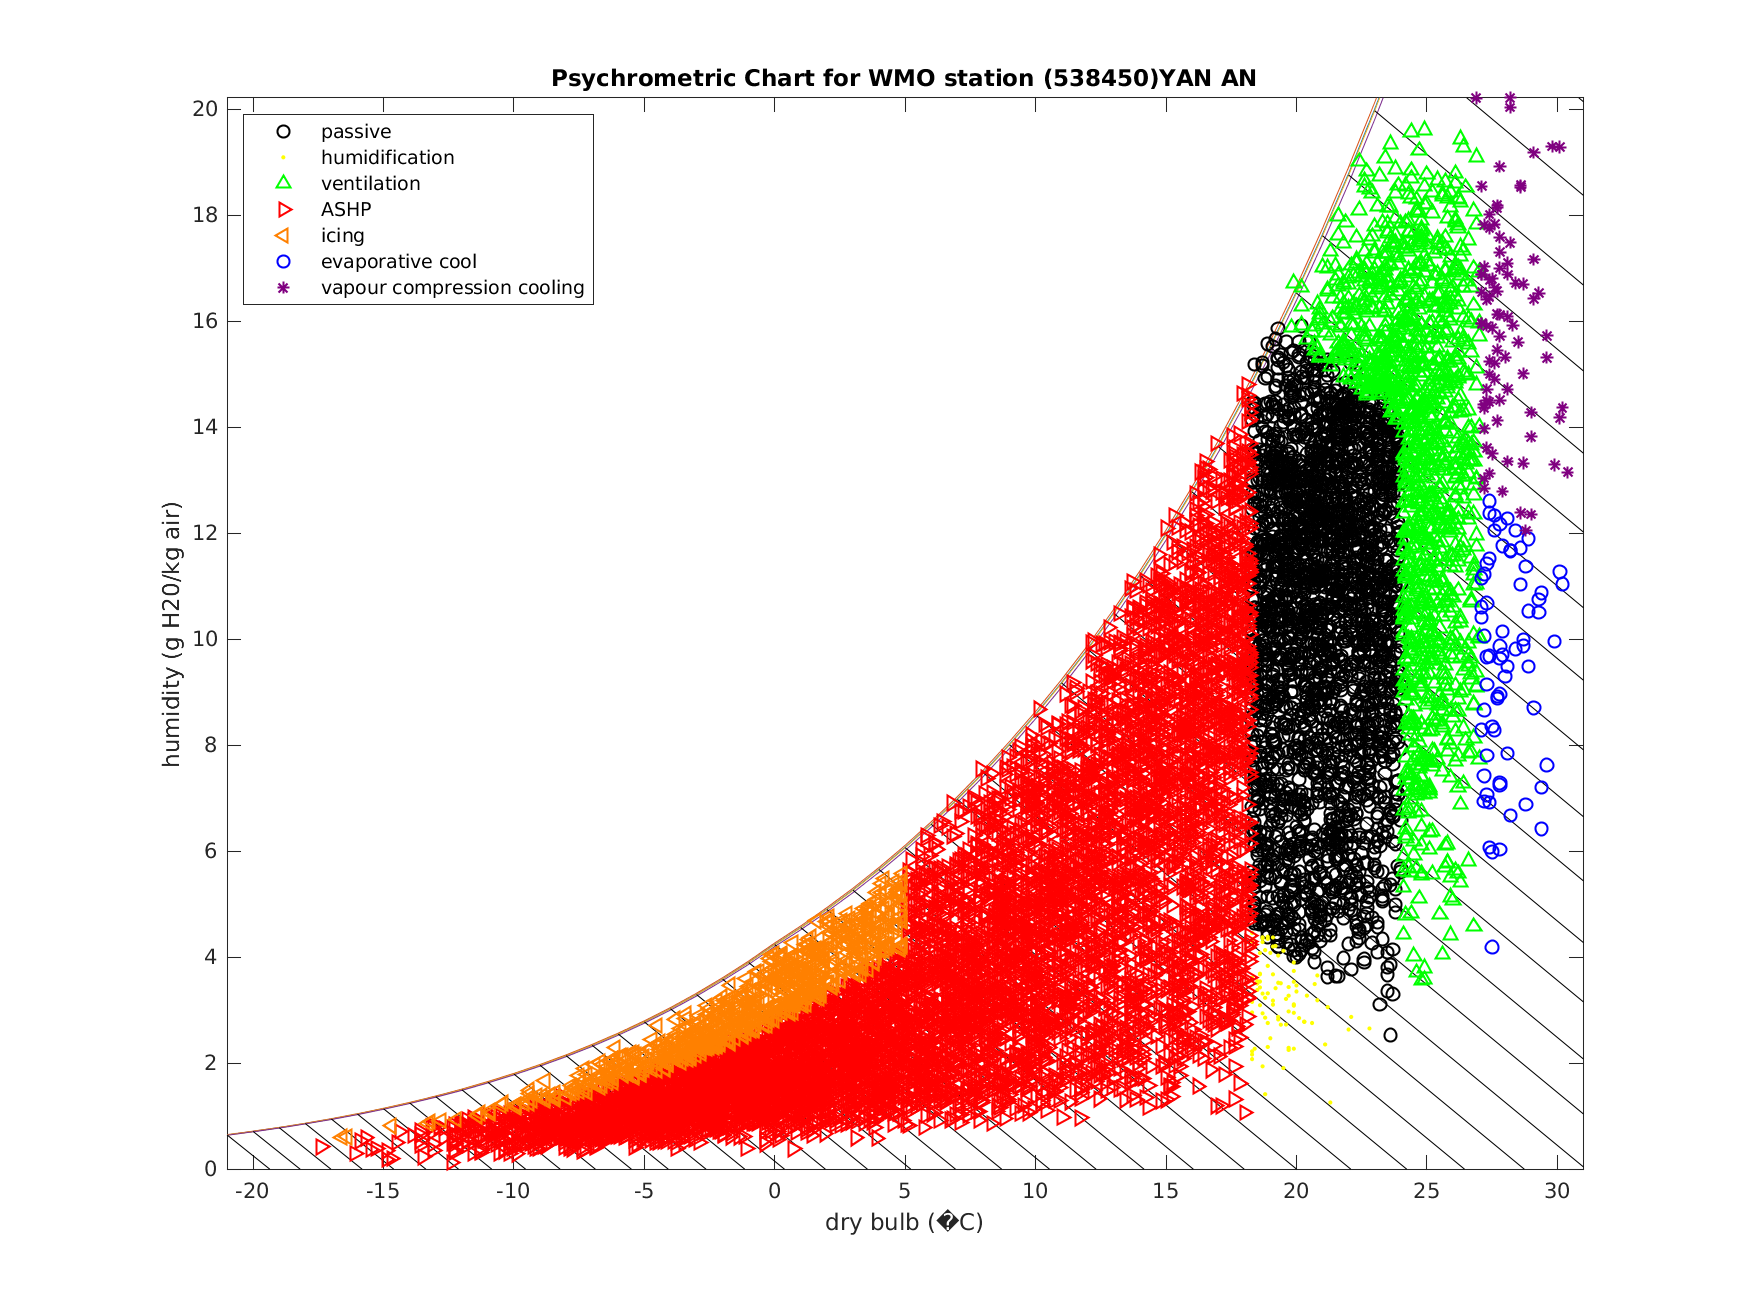 Psychrometric Chart for WMO station (538450)YAN AN
passive
humidification
ventilation
ASHP
icing
evaporative cool
vapour compression cooling
humidity (g H20/kg air)
20
18
16
14
12
10
8
6
4
2
0
-20 -15 -10 -5 0 5 10 15 20 25 30
dry bulb (�C)